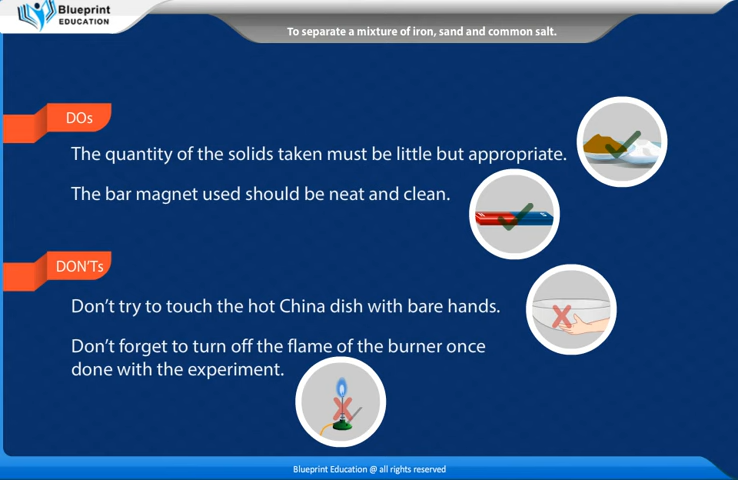 Blueprint
EDUCATION
To separate a mixture of iron, sand and common salt.
DOs
The quantity of the solids taken must be little but appropriate.
The bar magnet used should be neat and clean.
DON'Ts
Don't try to touch the hot China dish with bare hands.
Don't forget to turn off the flame of the burner once
done with the experiment.
Blueprint Education @ all rights reserved